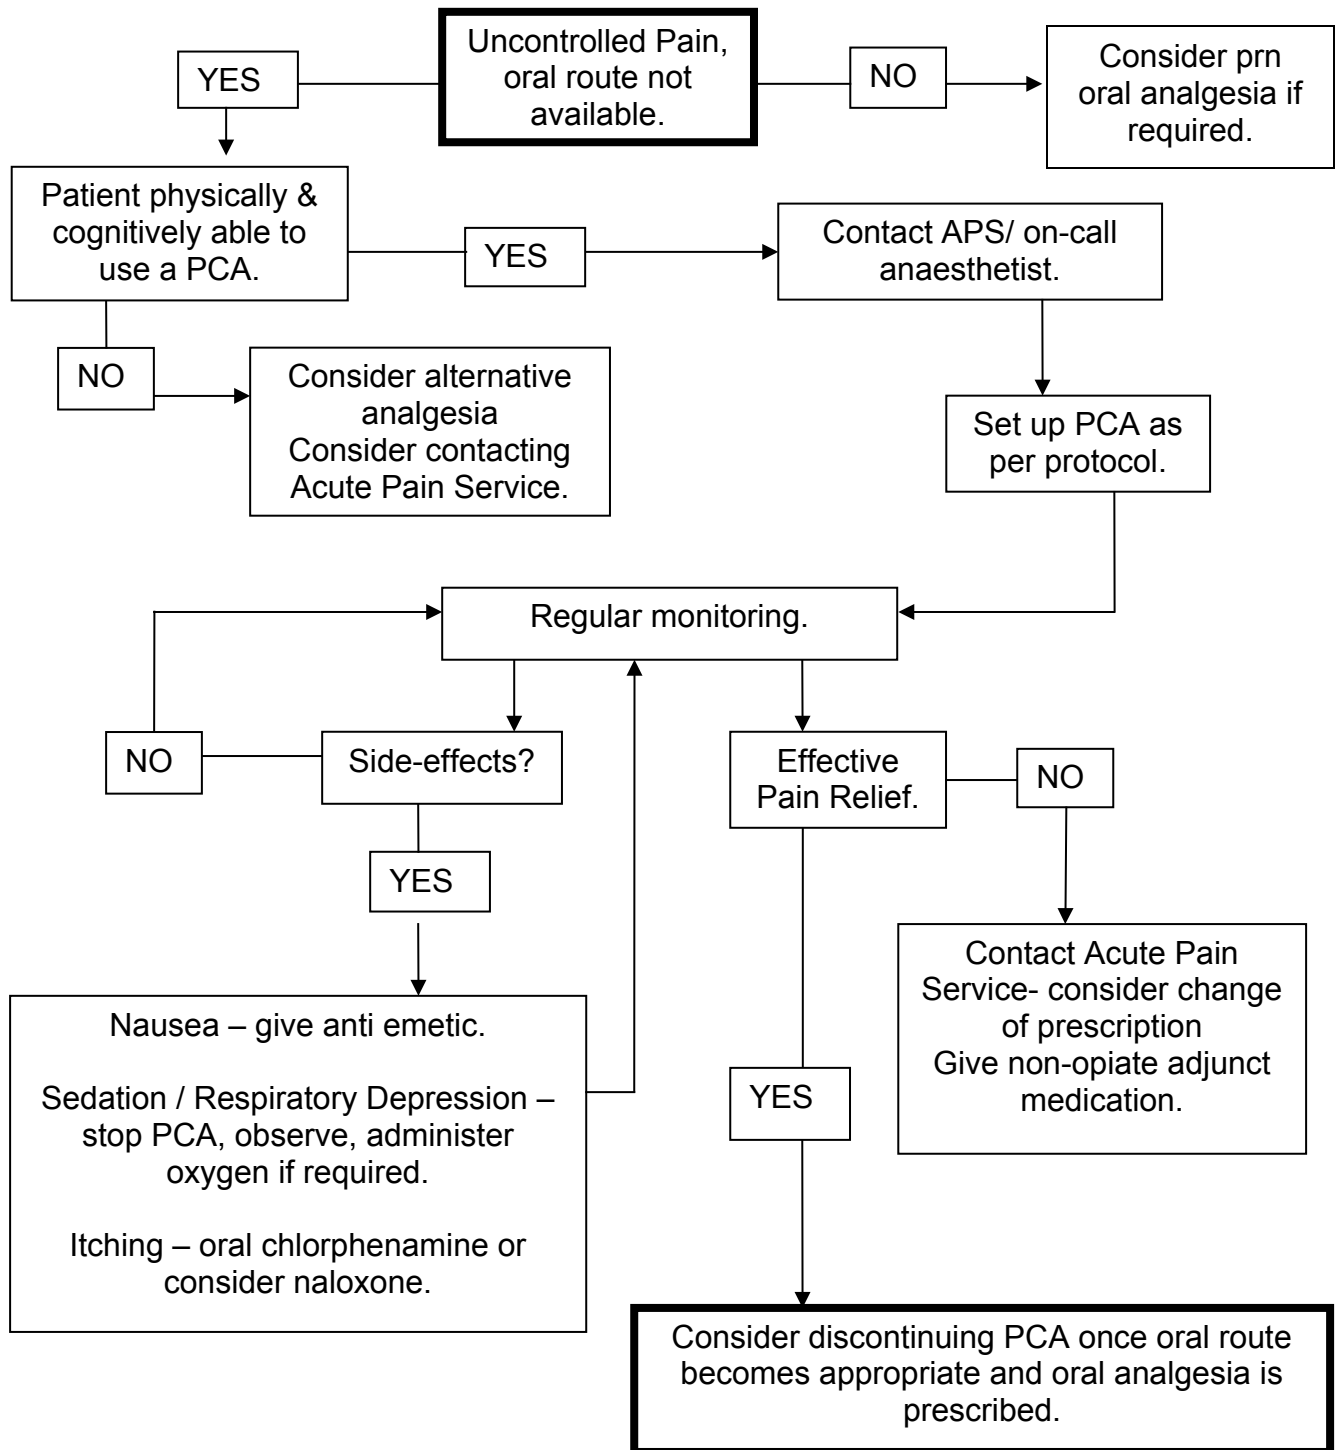 Uncontrolled Pain,
oral route not
available.
YES
NO
Consider prn
oral analgesia if
required.
Patient physically &
cognitively able to
use a PCA.
YES
Contact APS/ on-call
anaesthetist.
NO
Consider alternative
analgesia
Consider contacting
Acute Pain Service.
Set up PCA as
per protocol.
Regular monitoring.
NO
Side-effects?
Effective
Pain Relief.
NO
YES
Contact Acute Pain
Service- consider change
of prescription
Give non-opiate adjunct
medication.
Nausea – give anti emetic.
Sedation / Respiratory Depression –
stop PCA, observe, administer
oxygen if required.
Itching – oral chlorphenamine or
consider naloxone.
YES
Consider discontinuing PCA once oral route
becomes appropriate and oral analgesia is
prescribed.